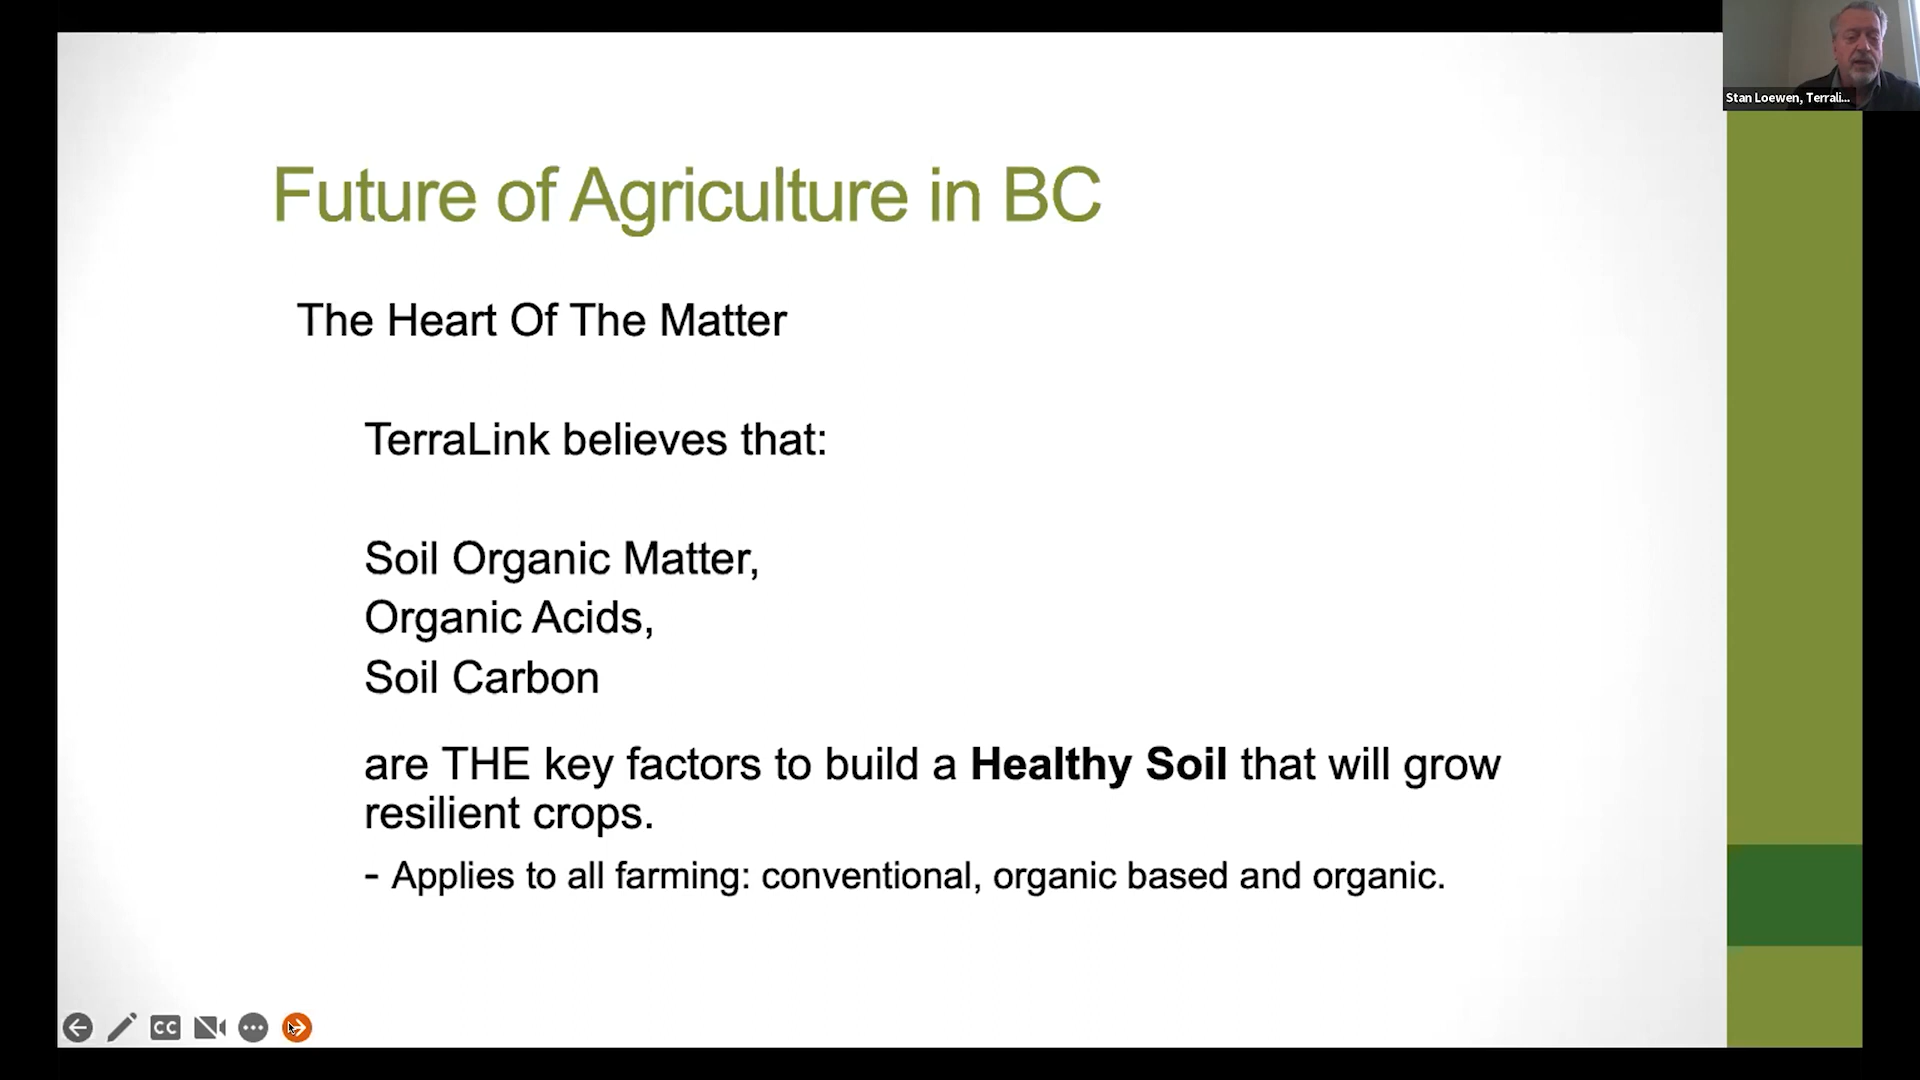 Stan Loewen, Terrali...
Future of Agriculture in BC
The Heart Of The Matter
TerraLink believes that:
Soil Organic Matter,
Organic Acids,
Soil Carbon
are THE key factors to build a Healthy Soil that will grow
resilient crops.
- Applies to all farming: conventional, organic based and organic.
CC